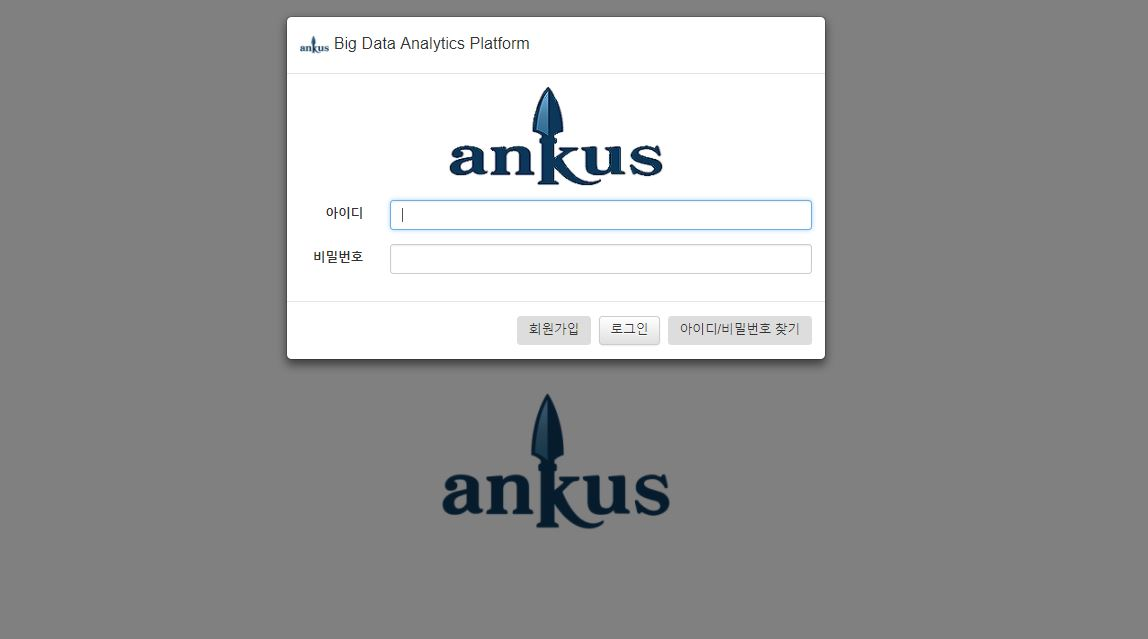 ankus Big Data Analytics Platform
ankus
아이디
비밀번호
회원가입 로그인 아이디/비밀번호 찾기
ankus